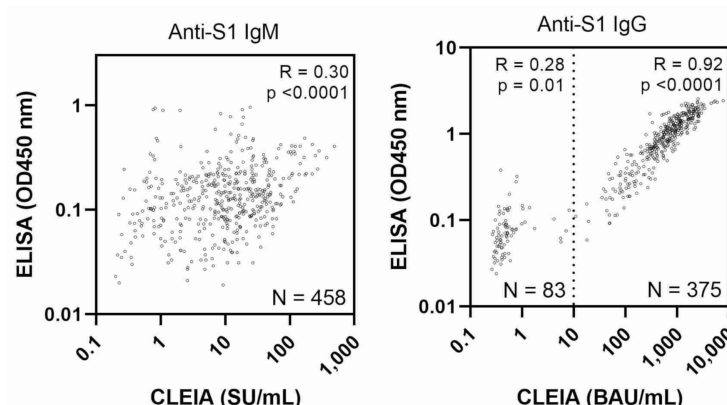 Anti-S1 IgM
R = 0.30
p <0.0001
ELISA (OD450 nm)
1
0.1
0.01
N = 458
0.1
1
10
100
1,000
CLEIA (SU/mL)
Anti-S1 IgG
10
R = 0.28
p = 0.01
R = 0.92
p <0.0001
ELISA (OD450 nm)
1
0.1
0.01
N = 83
N = 375
0.1
1
10
100
1,000
10,000
CLEIA (BAU/mL)